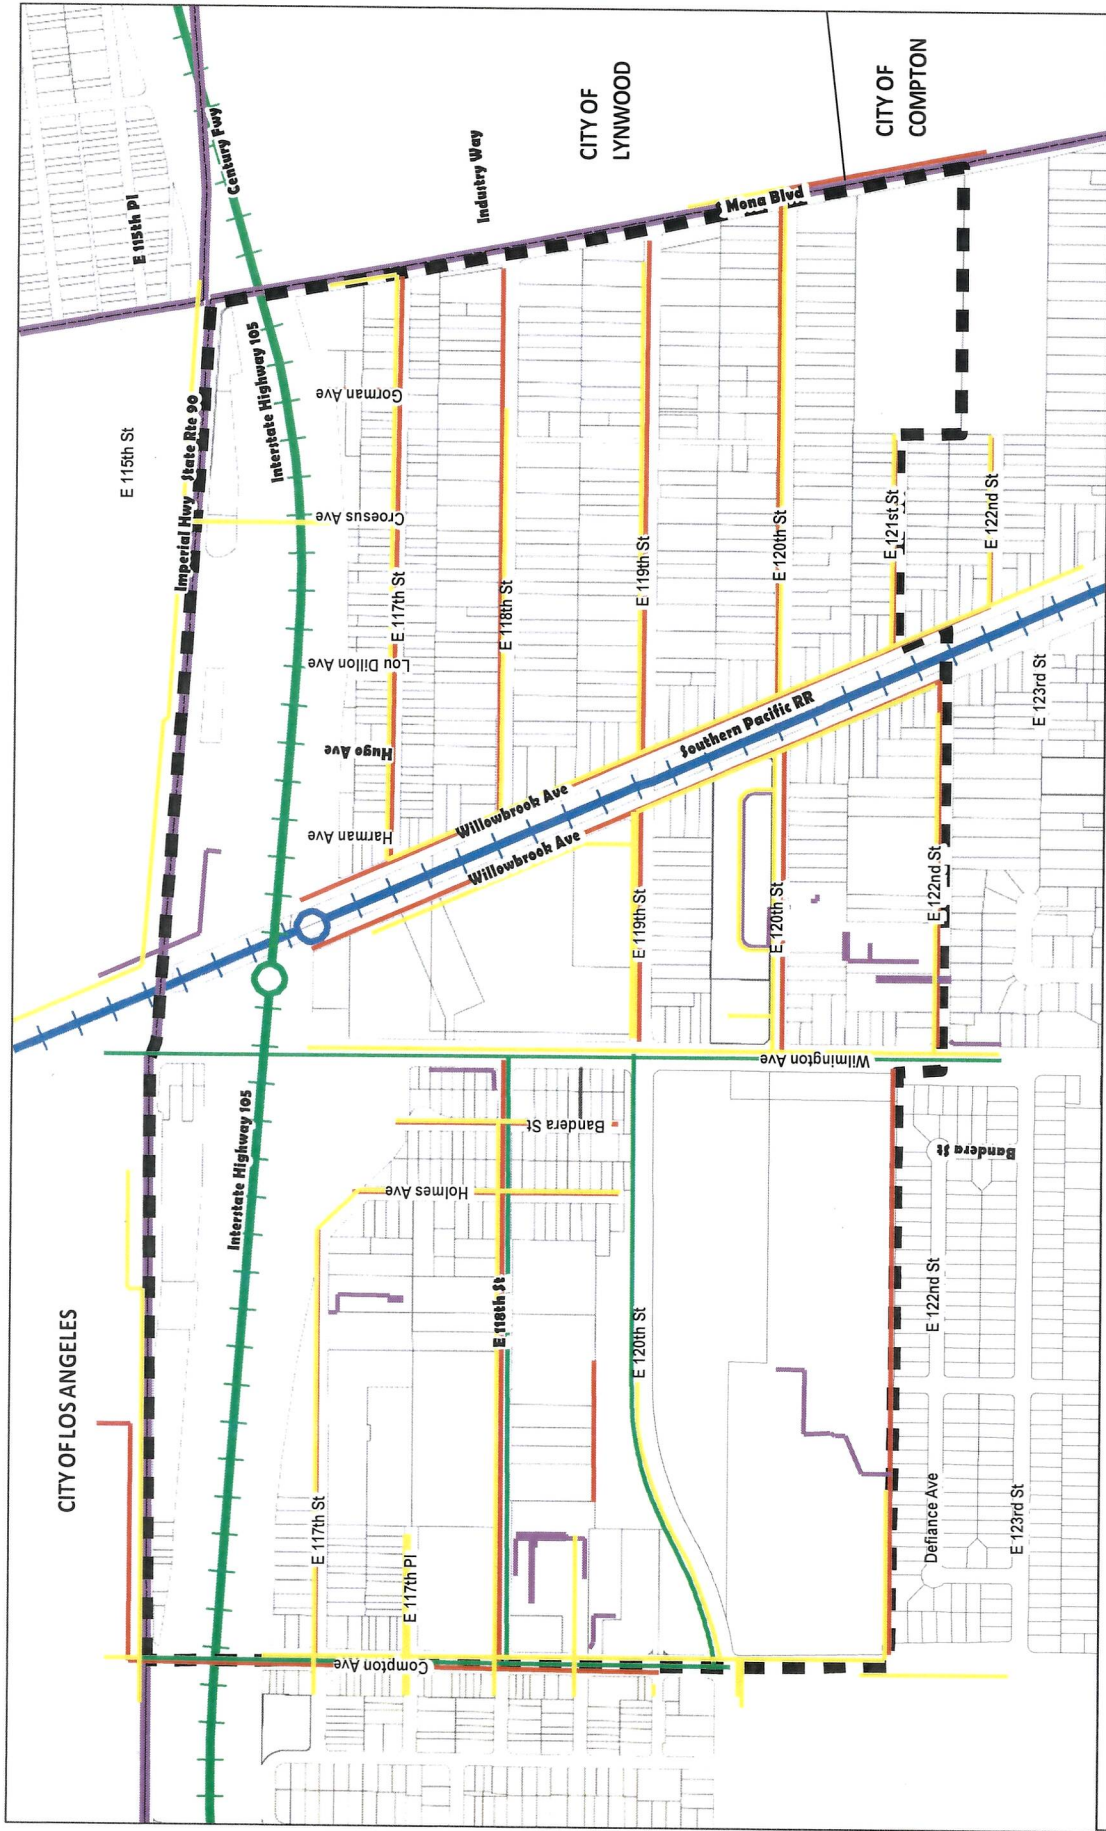 CITY OF LOS ANGELES
CITY OF
LYNWOOD
CITY OF
COMPTON
E 115th Pl
Century Fwy
Industry Way
S Mona Blvd
E 115th St
Imperial Hwy State Rte 90
Interstate Highway 105
Interstate Highway 105
Gorman Ave
Croesus Ave
Lou Dillon Ave
Hugo Ave
Harman Ave
E 117th St
E 118th St
E 119th St
E 120th St
E 121st St
E 122nd St
E 123rd St
Willowbrook Ave
Willowbrook Ave
Southern Pacific RR
E 119th St
E 120th St
E 122nd St
Wilmington Ave
Bandera St
Holmes Ave
Bandera St
E 118th St
E 120th St
E 122nd St
E 117th St
E 117th Pl
Compton Ave
Defiance Ave
E 123rd St